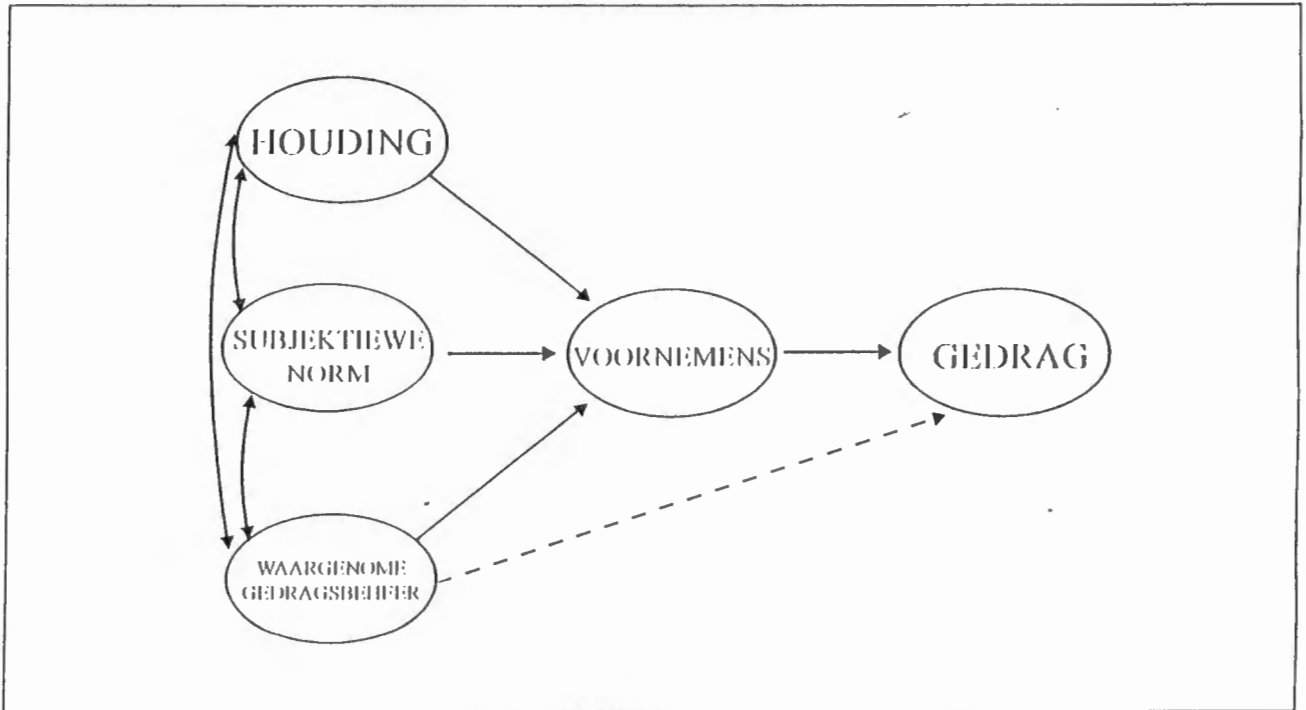 HOUDING
SUBJEKTIEWE
NORM
VOORNEMENS
GEDRAG
WAARGENOME
GEDRAGSBEHEER